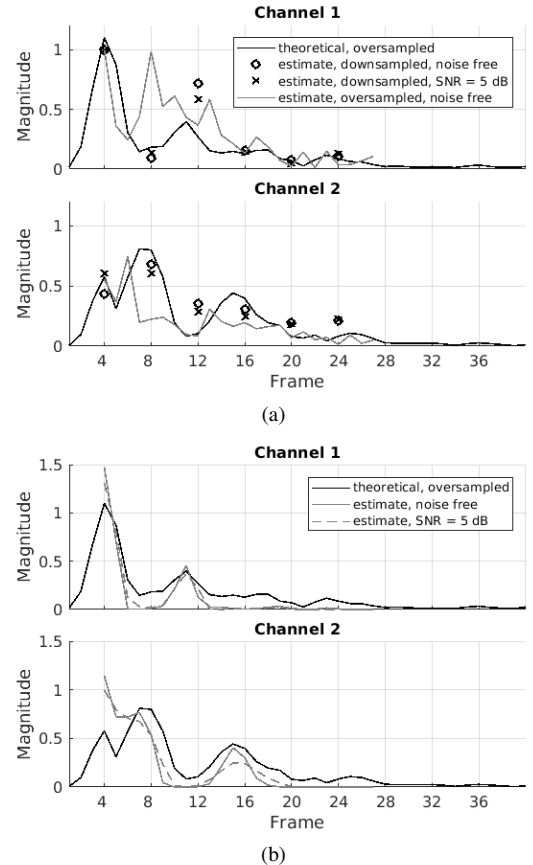 Channel 1
1
0.5
0
Magnitude
theoretical, oversampled
estimate, downsampled, noise free
estimate, downsampled, SNR = 5 dB
estimate, oversampled, noise free
Channel 2
1
0.5
0
Magnitude
4 8 12 16 20 24 28 32 36
Frame
(a)
Channel 1
1.5
1
0.5
0
Magnitude
theoretical, oversampled
estimate, noise free
estimate, SNR = 5 dB
Channel 2
1.5
1
0.5
0
Magnitude
4 8 12 16 20 24 28 32 36
Frame
(b)